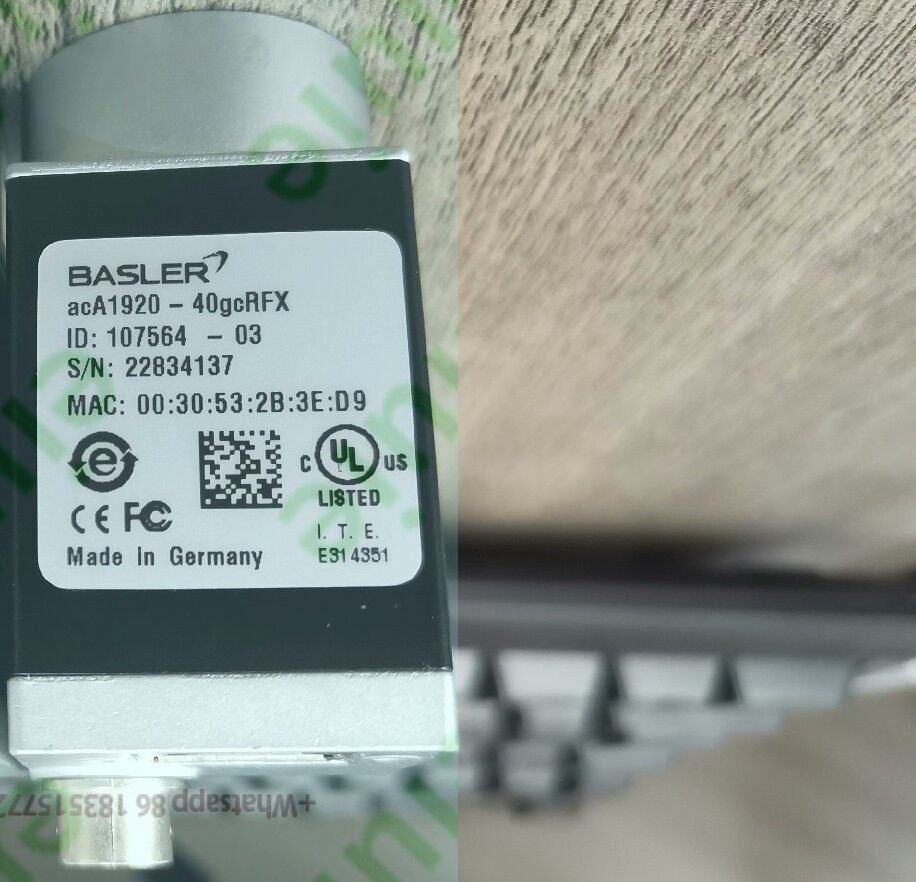 BASLER
acA1920 - 40gcRFX
ID: 107564 - 03
S/N: 22834137
MAC: 00:30:53:2B:3E:D9
e
C UL US
LISTED
CE FC
I. T. E.
Made in Germany
E314351
+Whatsapp 86